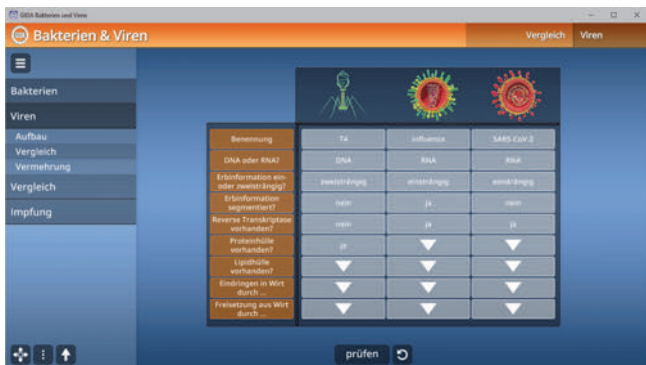 GIDA Bakterien und Viren
Bakterien & Viren
Vergleich Viren
Bakterien
Viren
Aufbau
Vergleich
Vermehrung
Vergleich
Impfung
Benennung T4 Influenza SARS-CoV-2
DNA oder RNA? DNA RNA RNA
Erbinformation ein-
oder zweisträngig? zweisträngig einsträngig einsträngig
Erbinformation
segmentiert? nein ja nein
Reverse Transkriptase
vorhanden? nein ja ja
Proteinhülle
vorhanden? ja
Lipidhülle
vorhanden?
Eindringen in Wirt
durch ...
Freisetzung aus Wirt
durch ...
prüfen